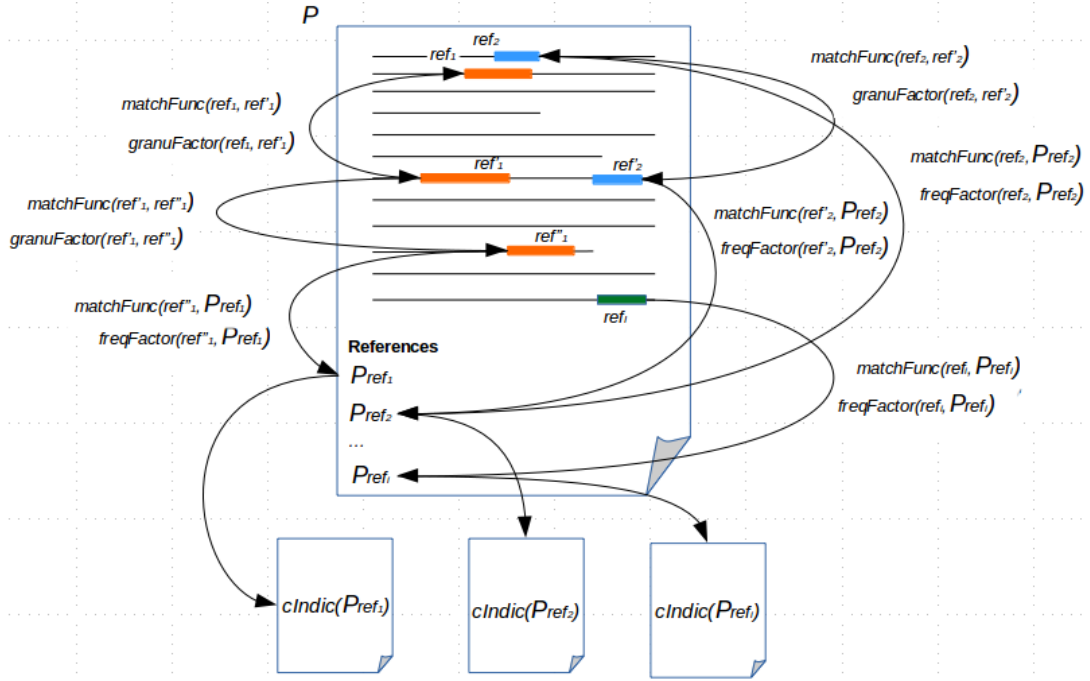 P
ref₂
ref₁
matchFunc(ref₂, ref'₂)
granuFactor(ref₂, ref'₂)
matchFunc(ref₁, ref'₁)
granuFactor(ref₁, ref'₁)
ref'₁
ref'₂
matchFunc(ref₂, Pref₂)
freqFactor(ref₂, Pref₂)
matchFunc(ref'₁, ref"₁)
granuFactor(ref'₁, ref"₁)
matchFunc(ref'₂, Pref₂)
freqFactor(ref'₂, Pref₂)
ref"₁
matchFunc(ref"₁, Pref₁)
freqFactor(ref"₁, Pref₁)
refᵢ
References
Pref₁
matchFunc(refᵢ, Prefᵢ)
freqFactor(refᵢ, Prefᵢ)
Pref₂
...
Prefᵢ
cIndic(Pref₁)
cIndic(Pref₂)
cIndic(Prefᵢ)